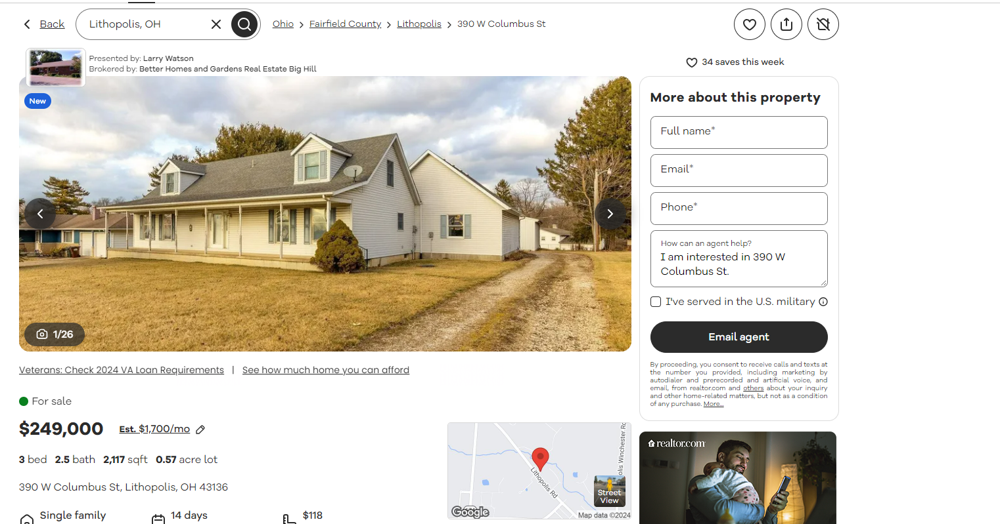 Back
Lithopolis, OH
Ohio > Fairfield County > Lithopolis > 390 W Columbus St
Presented by: Larry Watson
Brokered by: Better Homes and Gardens Real Estate Big Hill
34 saves this week
New
1/26
More about this property
Full name*
Email*
Phone*
How can an agent help?
I am interested in 390 W
Columbus St.
I've served in the U.S. military
Email agent
By proceeding, you consent to receive calls and texts at
the number you provided, including marketing by
autodialer and prerecorded and artificial voice, and
email, from realtor.com and others about your inquiry
and other home-related matters, but not as a condition
of any purchase. More...
Veterans: Check 2024 VA Loan Requirements | See how much home you can afford
For sale
$249,000 Est. $1,700/mo
3 bed 2.5 bath 2,117 sqft 0.57 acre lot
390 W Columbus St, Lithopolis, OH 43136
Single family
14 days
$118
Lithopolis Rd
olis Winchester Rd
Street
View
Google
Map data ©2024
realtor.com